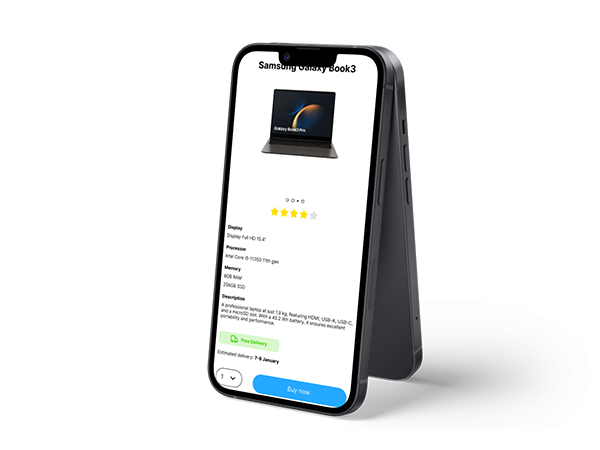 Samsung Galaxy Book3
Galaxy Book3 Pro
Display
Display Full HD 15.4"
Processor
Intel Core i5-11350 11th gen
Memory
8GB RAM
256GB SSD
Description
A professional laptop at just 1.9 kg, featuring HDMI, USB-A, USB-C,
and a microSD slot. With a 45.2 Wh battery, it ensures excellent
portability and performance.
Free Delivery
Estimated delivery: 7-8 January
1
Buy now